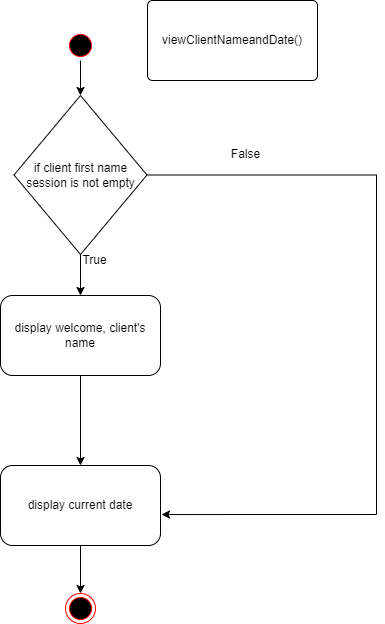 viewClientNameandDate()
False
if client first name
session is not empty
True
display welcome, client's
name
display current date